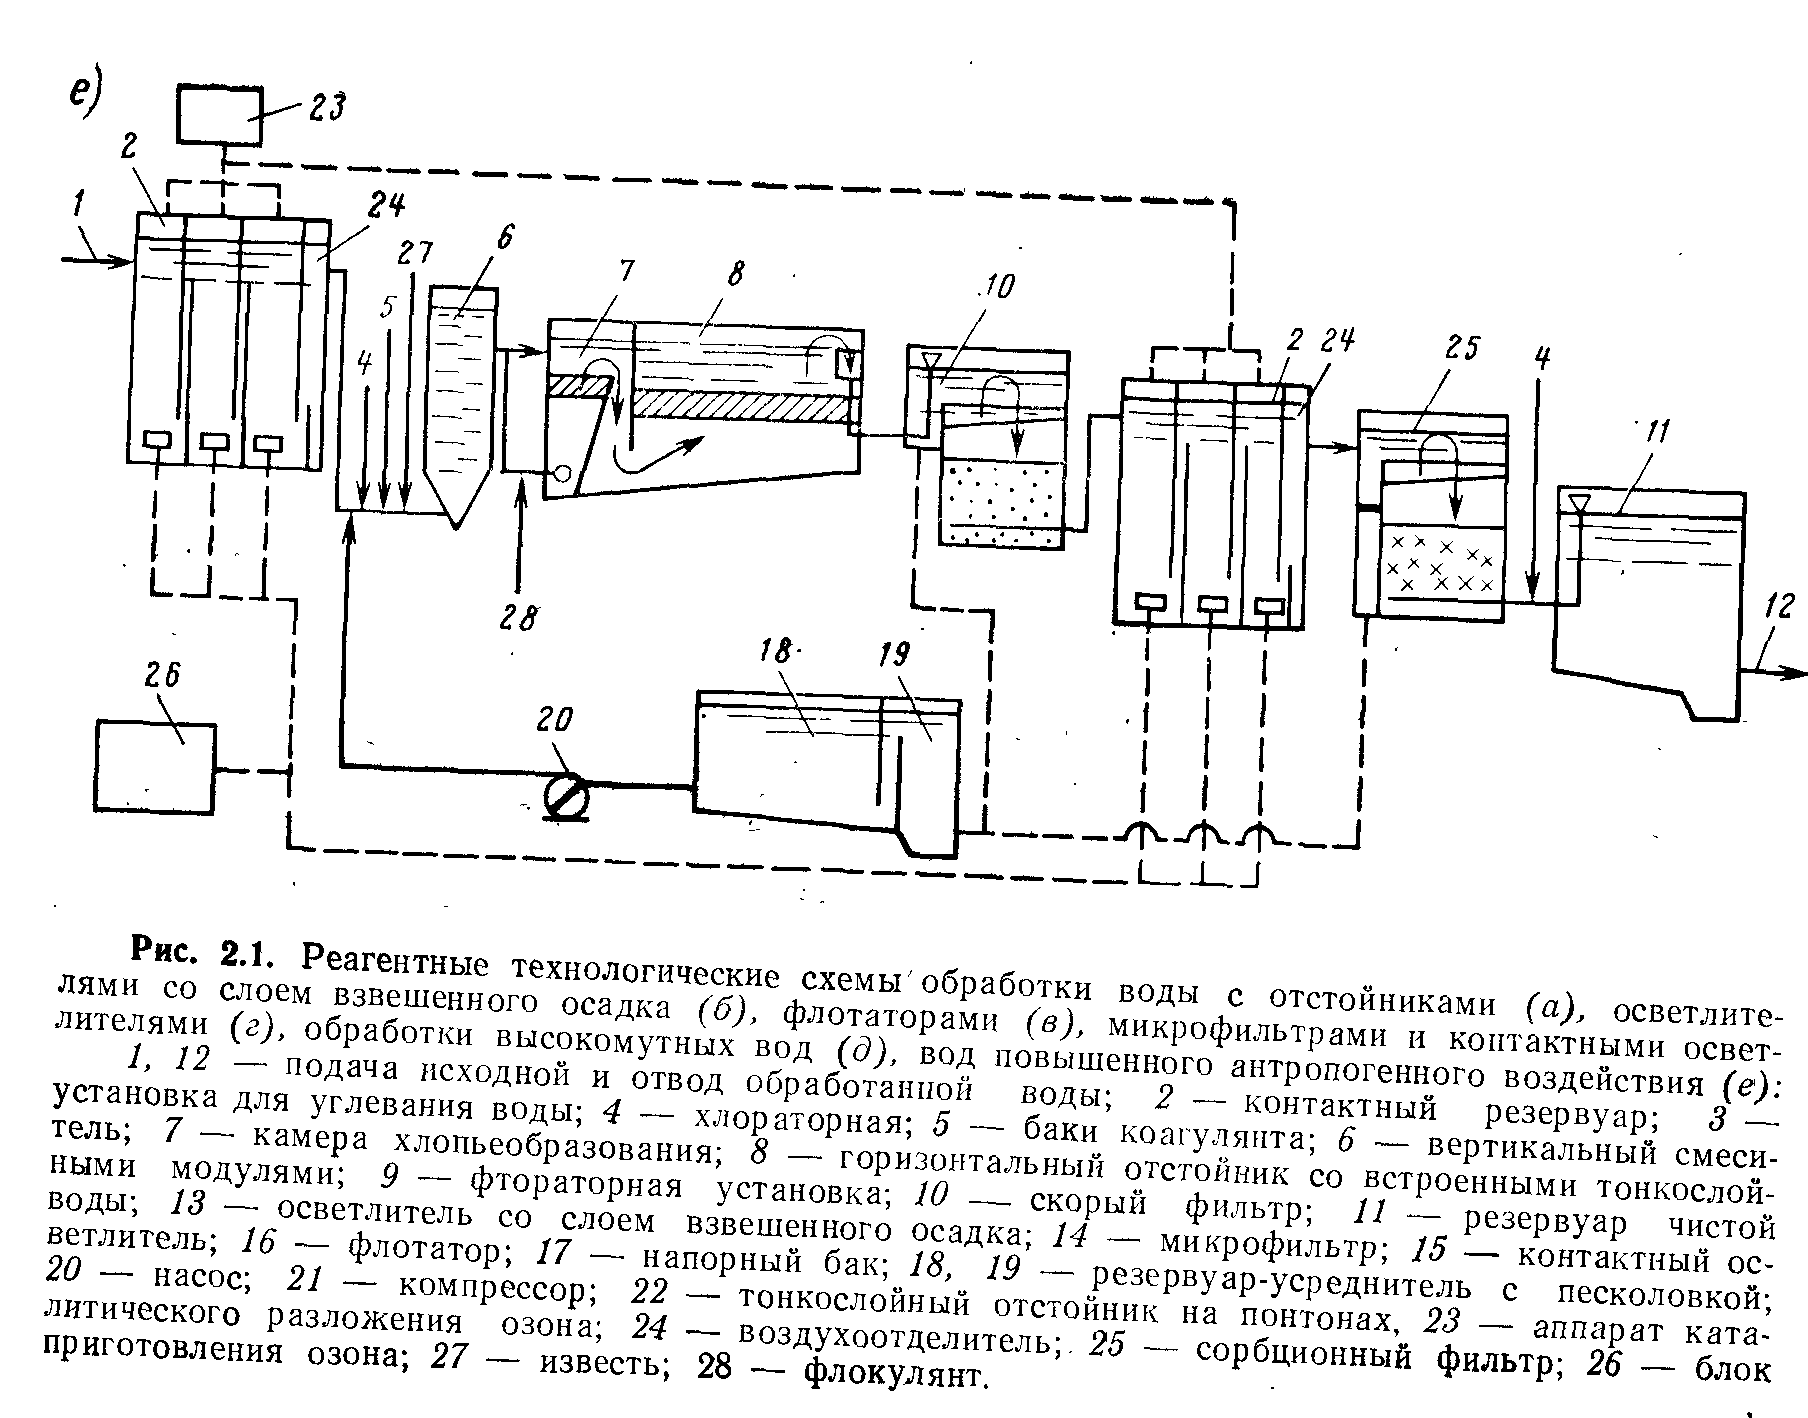 е)
23
2
1
24
27
6
5
4
7
8
10
2
24
25
4
11
12
28
26
20
18
19
Рис. 2.1. Реагентные технологические схемы обработки воды с отстойниками (а), осветлите-
лями со слоем взвешенного осадка (б), флотаторами (в), микрофильтрами и контактными освет-
лителями (г), обработки высокомутных вод (д), вод повышенного антропогенного воздействия (е):
1, 12 — подача исходной и отвод обработанной воды; 2 — контактный резервуар; 3 —
установка для углевания воды; 4 — хлораторная; 5 — баки коагулянта; 6 — вертикальный смеси-
тель; 7 — камера хлопьеобразования; 8 — горизонтальный отстойник со встроенными тонкослой-
ными модулями; 9 — фтораторная установка; 10 — скорый фильтр; 11 — резервуар чистой
воды; 13 — осветлитель со слоем взвешенного осадка; 14 — микрофильтр; 15 — контактный ос-
ветлитель; 16 — флотатор; 17 — напорный бак; 18, 19 — резервуар-усреднитель с песколовкой;
20 — насос; 21 — компрессор; 22 — тонкослойный отстойник на понтонах, 23 — аппарат ката-
литического разложения озона; 24 — воздухоотделитель; 25 — сорбционный фильтр; 26 — блок
приготовления озона; 27 — известь; 28 — флокулянт.